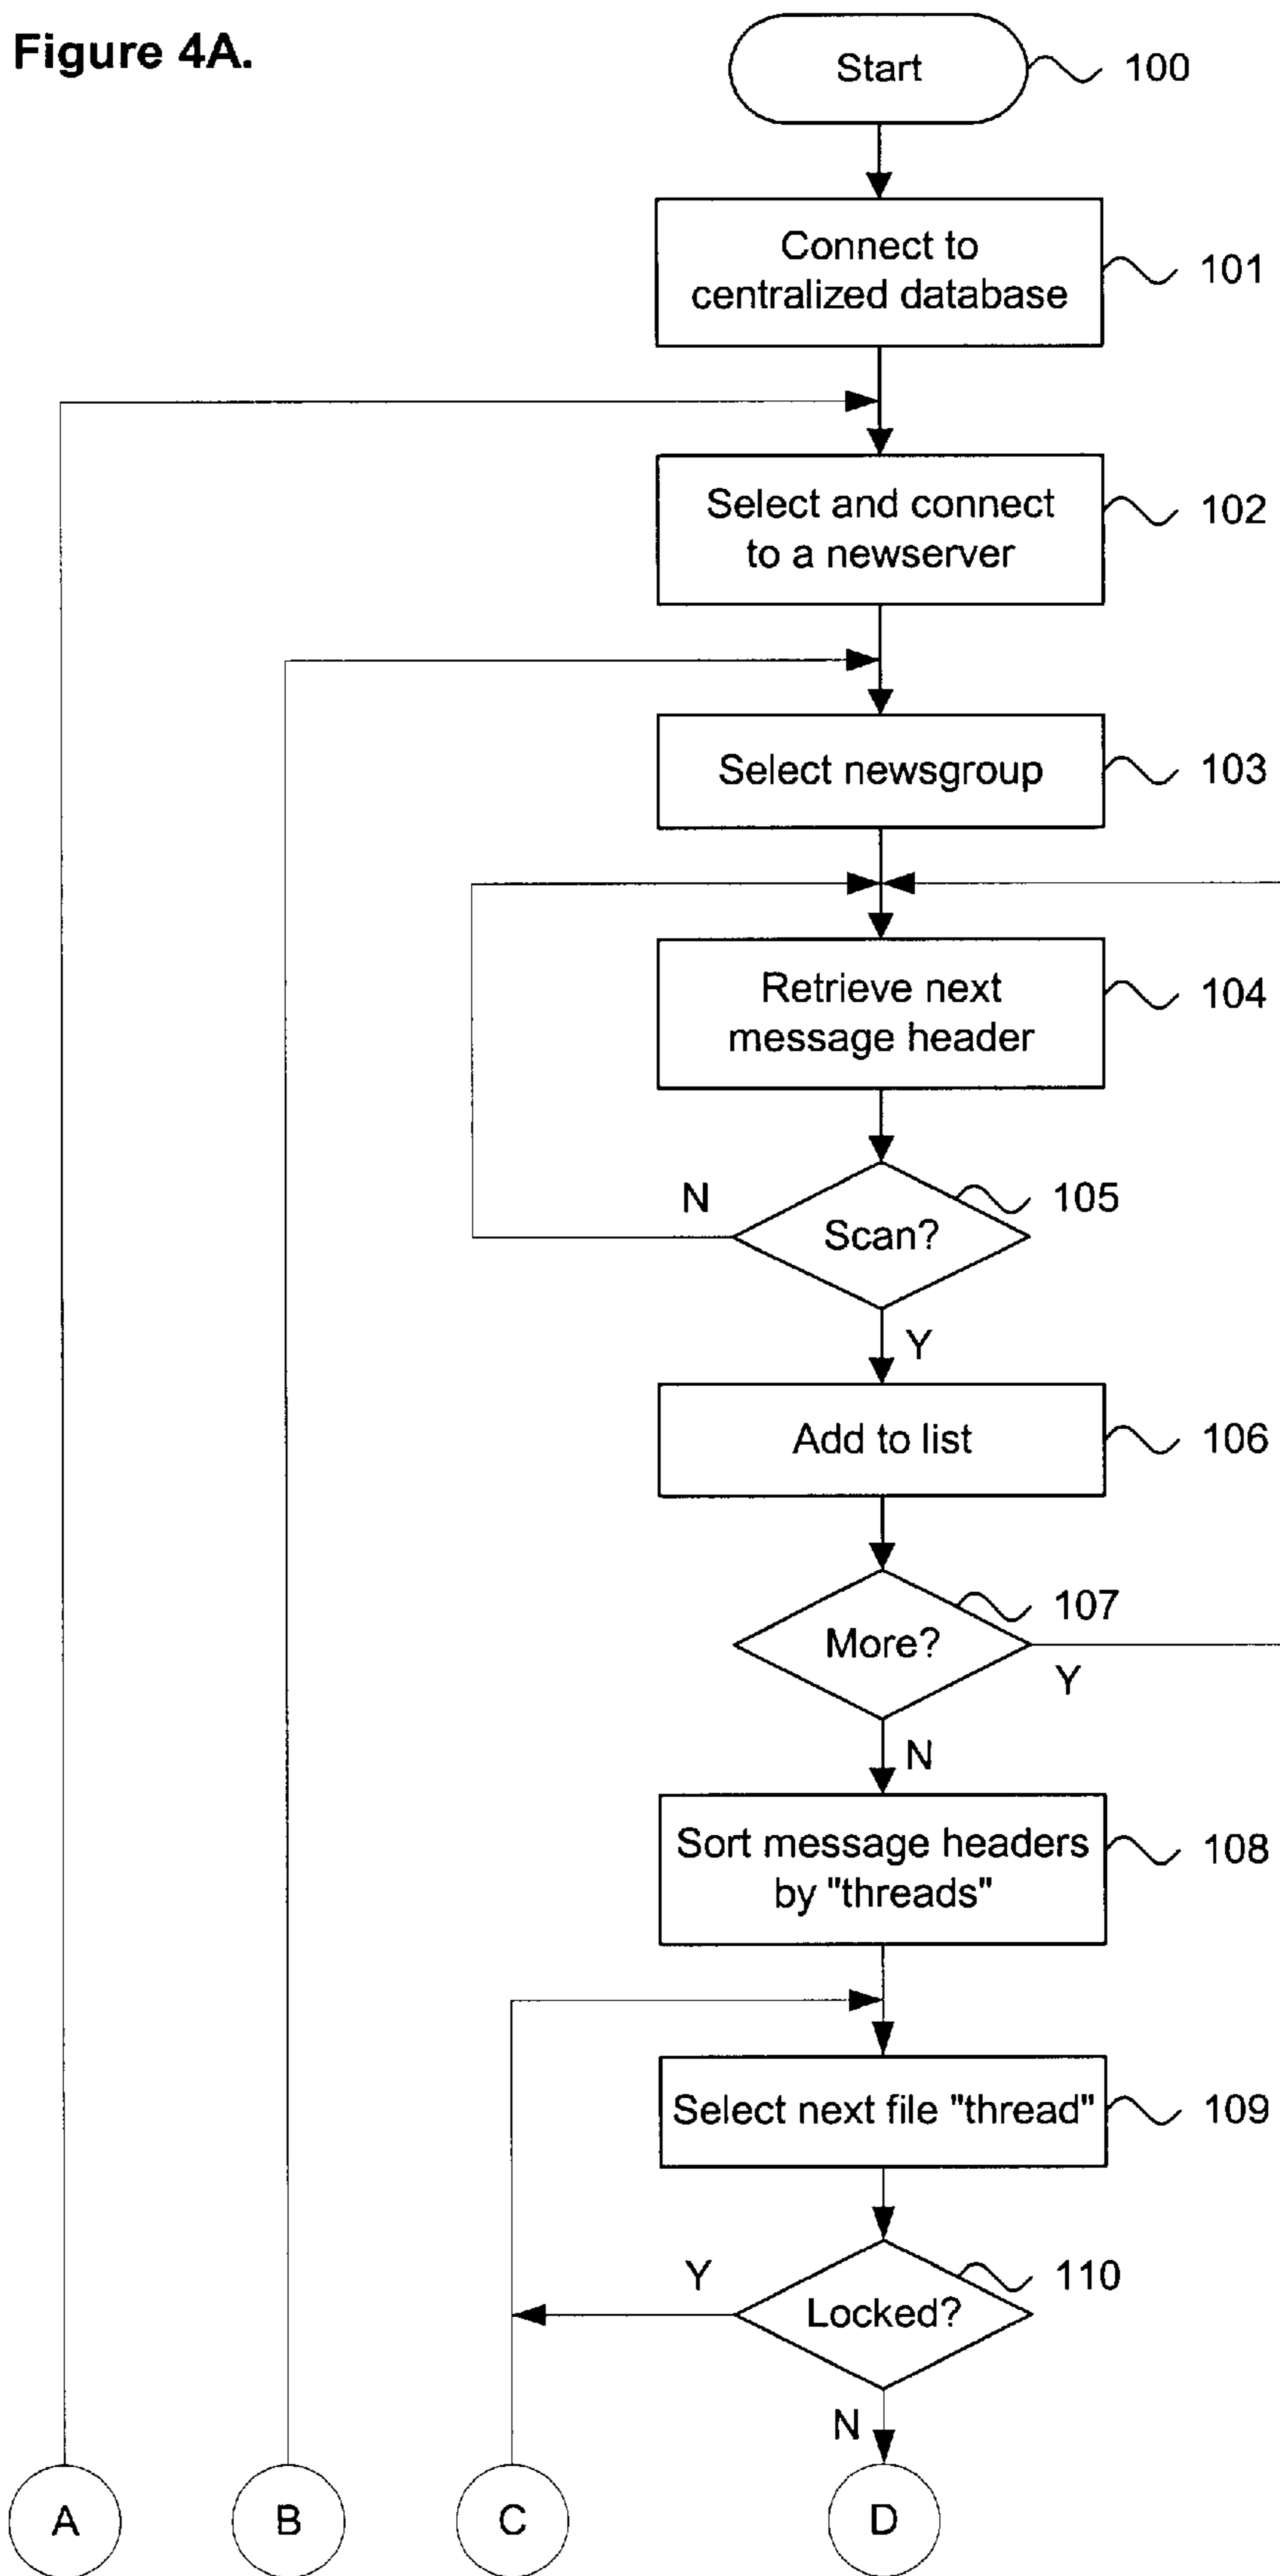 Figure 4A.
Start
100
Connect to
centralized database
101
Select and connect
to a newserver
102
Select newsgroup
103
Retrieve next
message header
104
N
105
Scan?
Y
Add to list
106
107
More?
Y
N
Sort message headers
by "threads"
108
Select next file "thread"
109
Y
110
Locked?
N
A
B
C
D